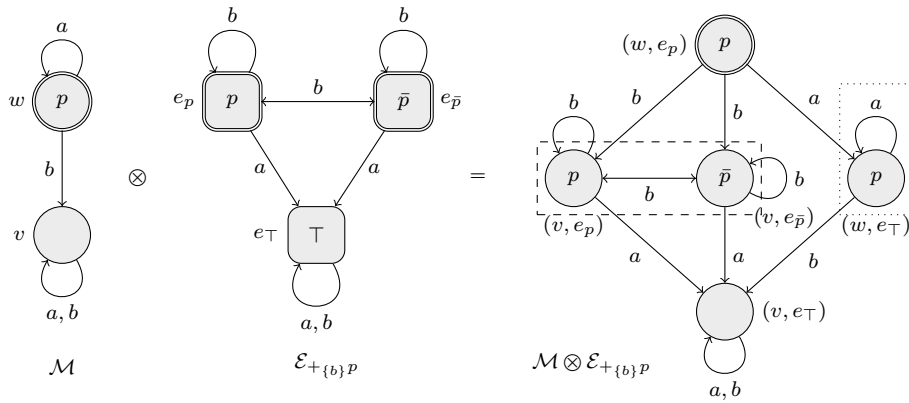 a
w p
b
v
a, b
M
⊗
b b
e_p p b p̄ e_p̄
a a
e_⊤ ⊤
a, b
ℰ_{+_{{b}}p}
=
(w, e_p) p
b b a
b a
p b p̄ b p
(v, e_p) (v, e_p̄) (w, e_⊤)
a a b
(v, e_⊤)
a, b
M ⊗ ℰ_{+_{{b}}p}